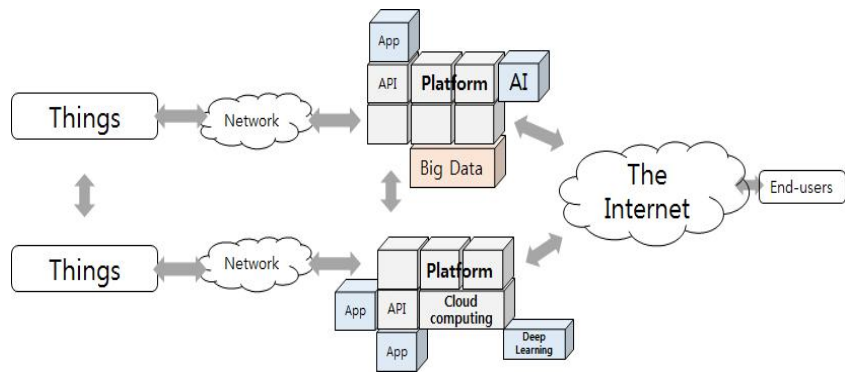 App
API
Platform
AI
Things
Network
Big Data
The
Internet
End-users
Things
Network
Platform
App
API
Cloud
computing
App
Deep
Learning